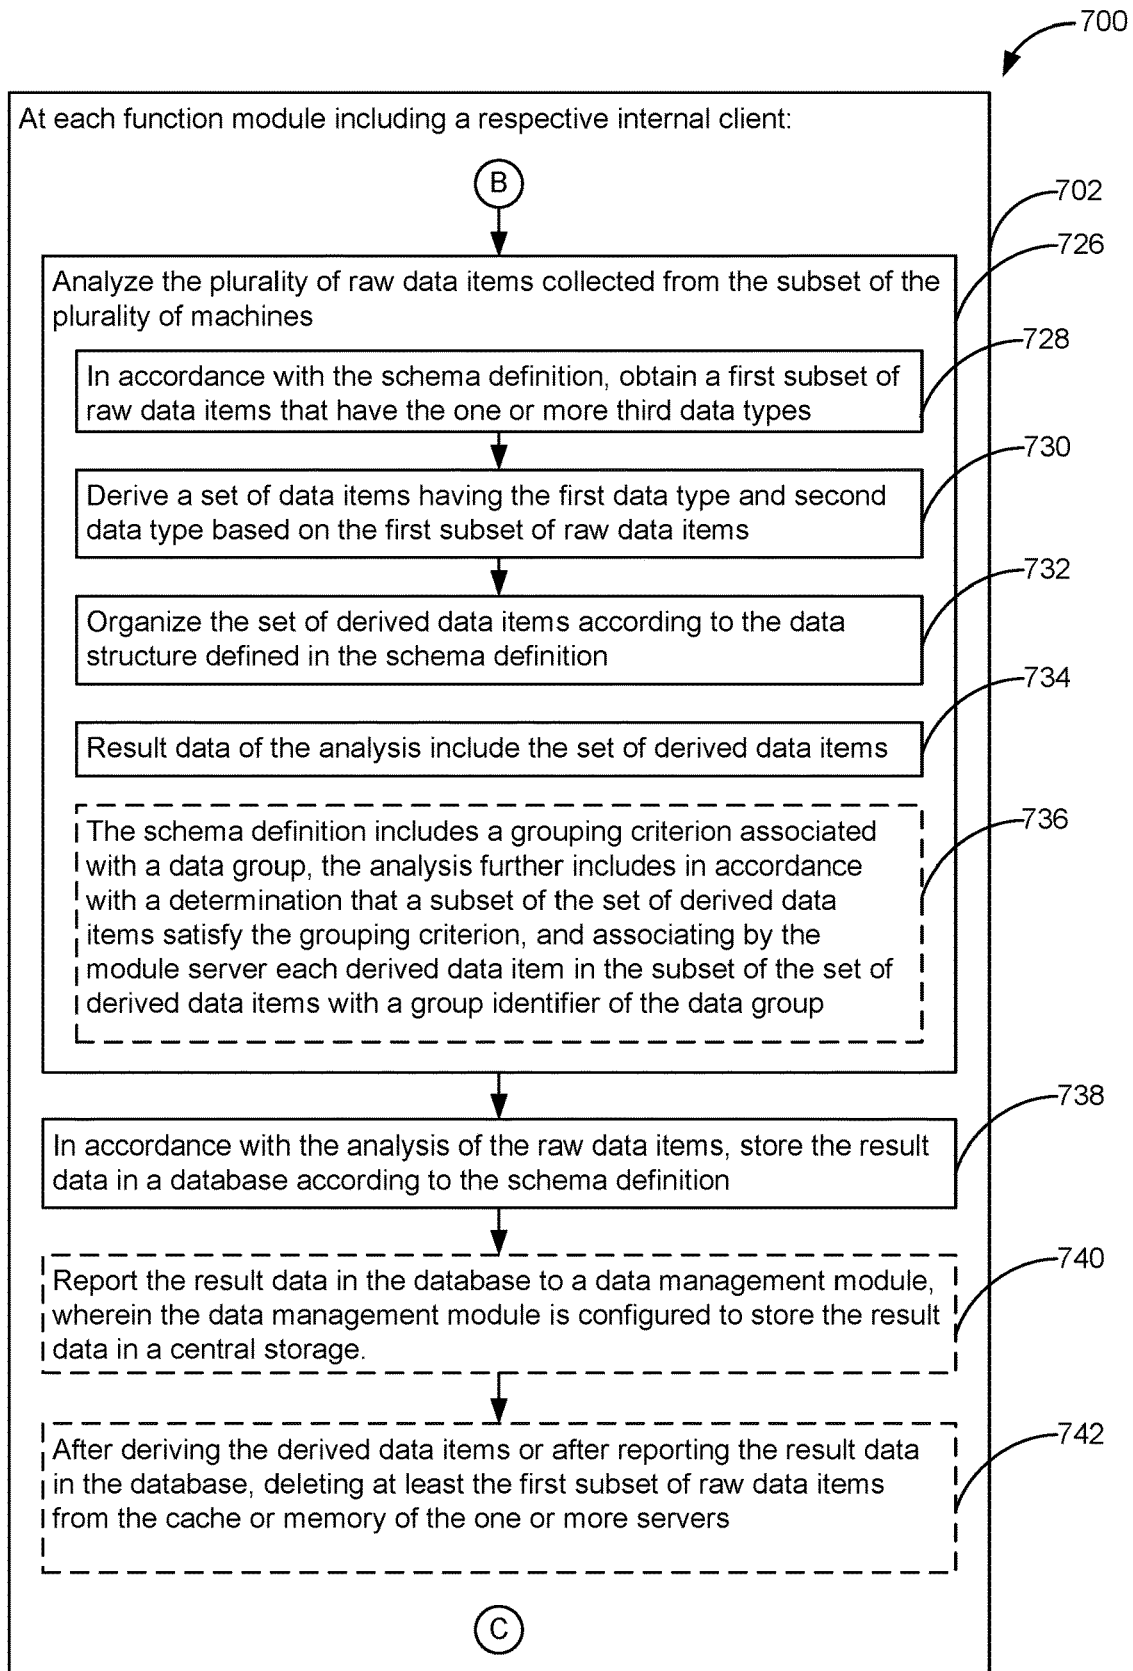 700
At each function module including a respective internal client:
B
702
726
Analyze the plurality of raw data items collected from the subset of the
plurality of machines
728
In accordance with the schema definition, obtain a first subset of
raw data items that have the one or more third data types
730
Derive a set of data items having the first data type and second
data type based on the first subset of raw data items
732
Organize the set of derived data items according to the data
structure defined in the schema definition
734
Result data of the analysis include the set of derived data items
736
The schema definition includes a grouping criterion associated
with a data group, the analysis further includes in accordance
with a determination that a subset of the set of derived data
items satisfy the grouping criterion, and associating by the
module server each derived data item in the subset of the set of
derived data items with a group identifier of the data group
738
In accordance with the analysis of the raw data items, store the result
data in a database according to the schema definition
740
Report the result data in the database to a data management module,
wherein the data management module is configured to store the result
data in a central storage.
742
After deriving the derived data items or after reporting the result data
in the database, deleting at least the first subset of raw data items
from the cache or memory of the one or more servers
C